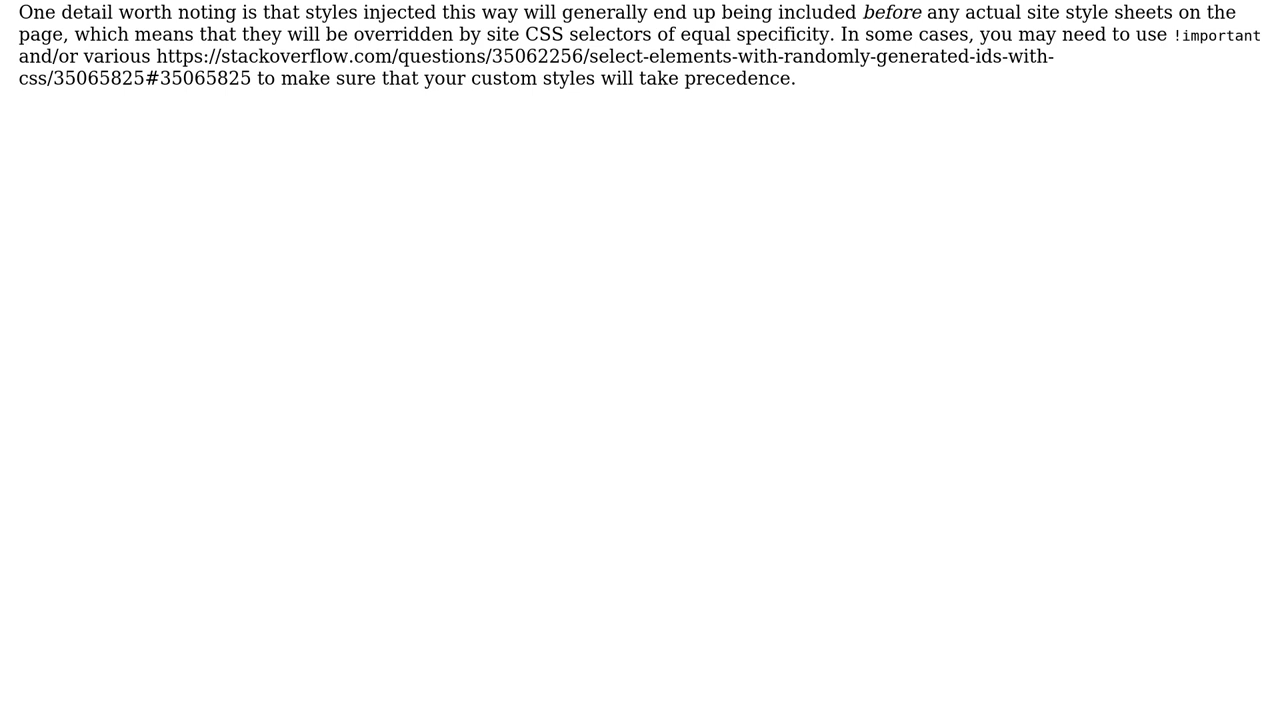 One detail worth noting is that styles injected this way will generally end up being included before any actual site style sheets on the
page, which means that they will be overridden by site CSS selectors of equal specificity. In some cases, you may need to use !important
and/or various https://stackoverflow.com/questions/35062256/select-elements-with-randomly-generated-ids-with-
css/35065825#35065825 to make sure that your custom styles will take precedence.